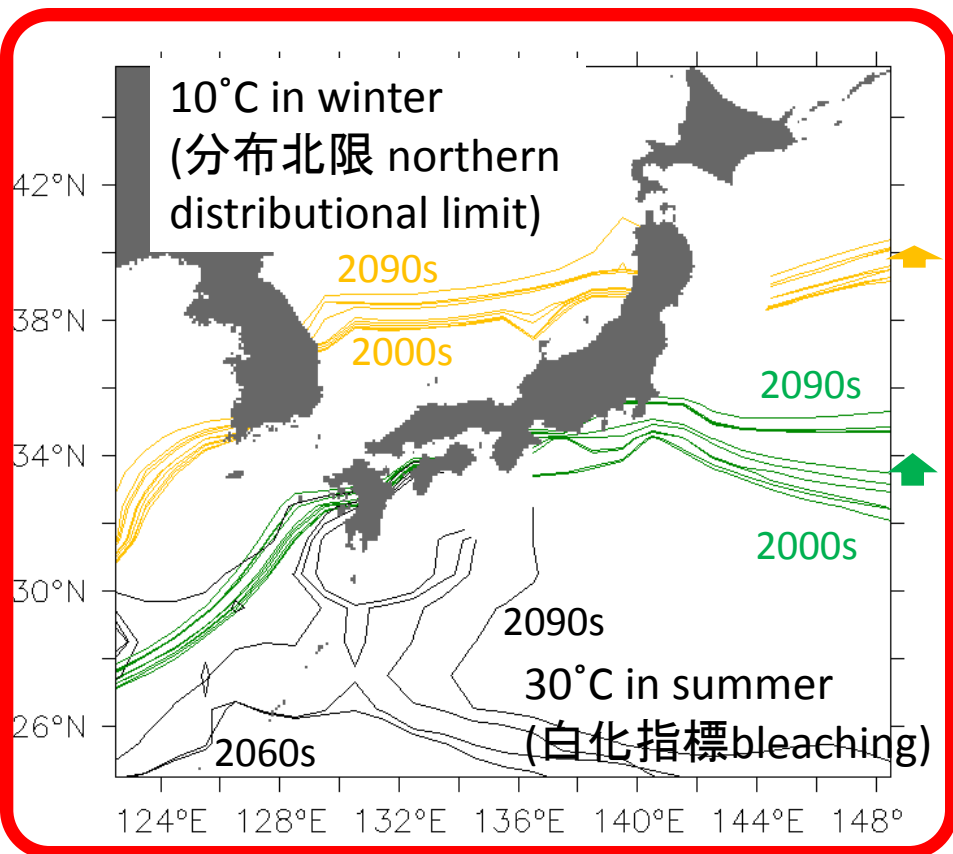 10˚C in winter
(分布北限 northern
distributional limit)
42°N
2090s
38°N
2000s
2090s
34°N
2000s
30°N
2090s
30˚C in summer
26°N
(白化指標bleaching)
2060s
124°E 128°E 132°E 136°E 140°E 144°E 148°